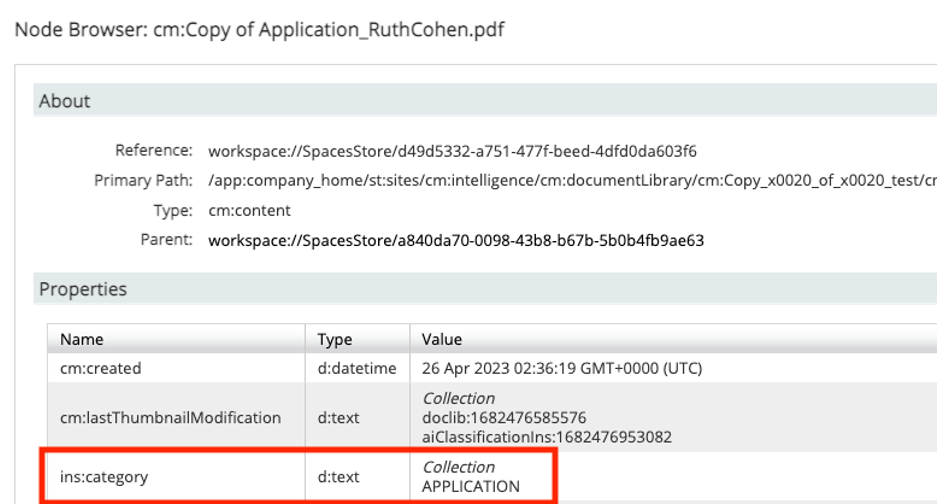 Node Browser: cm:Copy of Application_RuthCohen.pdf
About
Reference: workspace://SpacesStore/d49d5332-a751-477f-beed-4dfd0da603f6
Primary Path: /app:company_home/st:sites/cm:intelligence/cm:documentLibrary/cm:Copy_x0020_of_x0020_test/cr
Type: cm:content
Parent: workspace://SpacesStore/a840da70-0098-43b8-b67b-5b0b4fb9ae63
Properties
Name Type Value
cm:created d:datetime 26 Apr 2023 02:36:19 GMT+0000 (UTC)
Collection
cm:lastThumbnailModification d:text doclib:1682476585576
aiClassificationIns:1682476953082
Collection
ins:category d:text APPLICATION